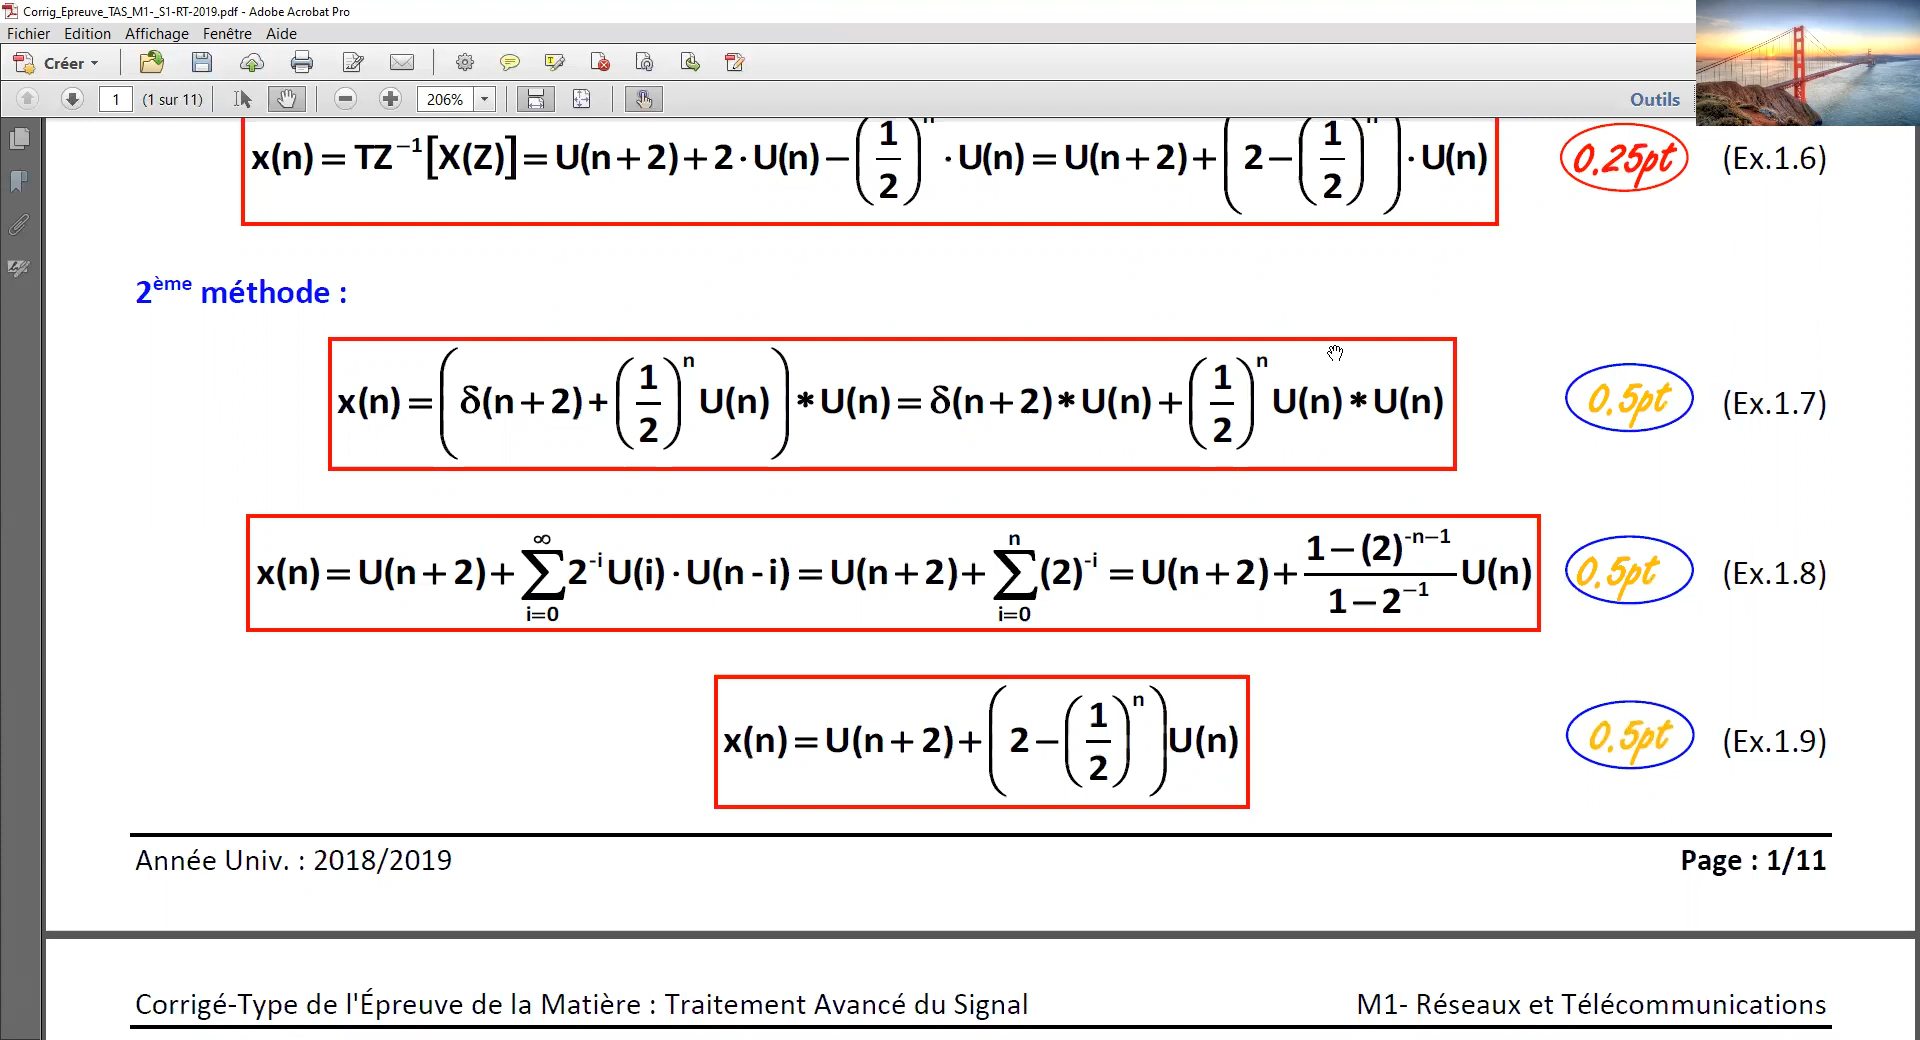 Corrig_Epreuve_TAS_M1-_S1-RT-2019.pdf - Adobe Acrobat Pro
Fichier Edition Affichage Fenêtre Aide
Créer
1 (1 sur 11) 206% Outils
x(n) = TZ⁻¹[X(Z)] = U(n+2)+2·U(n)−(1/2)ⁿ·U(n) = U(n+2)+(2−(1/2)ⁿ)·U(n) 0.25pt (Ex.1.6)
2ème méthode :
x(n) = (δ(n+2)+(1/2)ⁿ U(n))*U(n) = δ(n+2)*U(n)+(1/2)ⁿ U(n)*U(n) 0.5pt (Ex.1.7)
x(n) = U(n+2)+∑_{i=0}^{∞} 2^{-i} U(i)·U(n-i) = U(n+2)+∑_{i=0}^{n} (2)^{-i} = U(n+2)+(1−(2)^{-n−1})/(1−2^{−1}) U(n) 0.5pt (Ex.1.8)
x(n) = U(n+2)+(2−(1/2)ⁿ)U(n) 0.5pt (Ex.1.9)
Année Univ. : 2018/2019 Page : 1/11
Corrigé-Type de l'Épreuve de la Matière : Traitement Avancé du Signal M1- Réseaux et Télécommunications